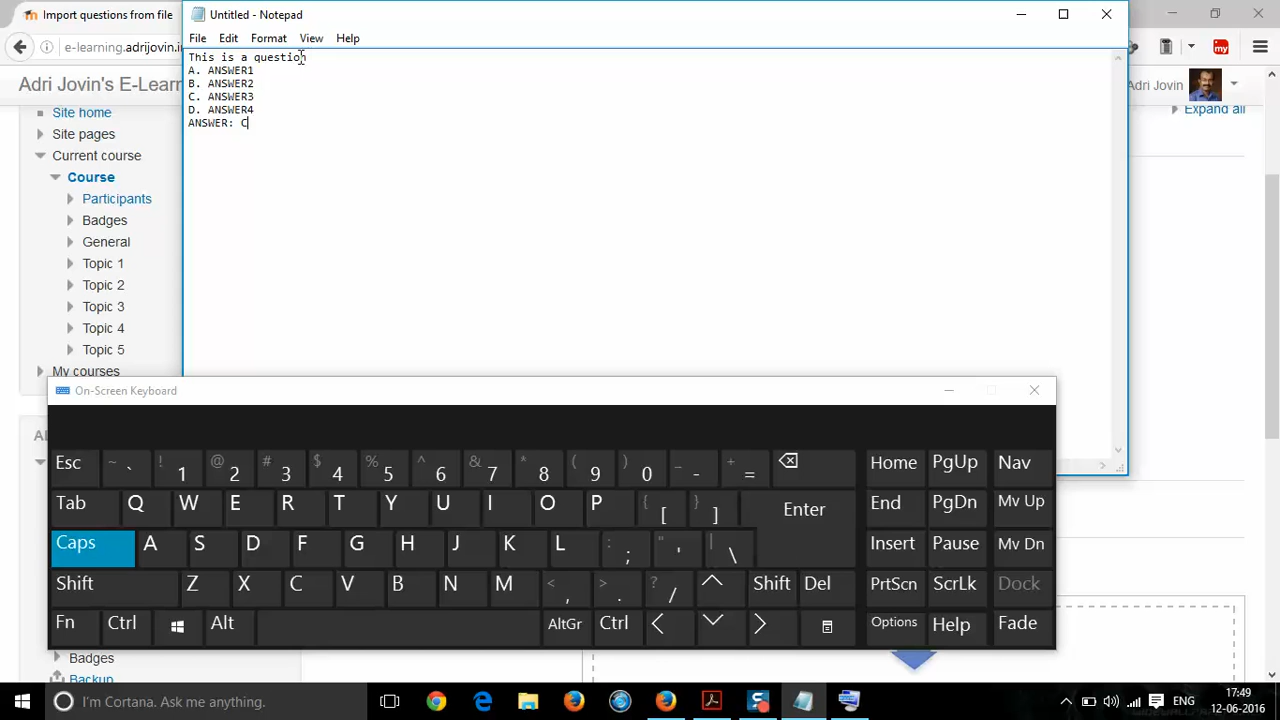 Import questions from file
Untitled - Notepad
e-learning.adrijovin.in
File Edit Format View Help
my
This is a question
A. ANSWER1
B. ANSWER2
C. ANSWER3
D. ANSWER4
ANSWER: C
Adri Jovin's E-Learn
Adri Jovin
Expand all
Site home
Site pages
Current course
Course
Participants
Badges
General
Topic 1
Topic 2
Topic 3
Topic 4
Topic 5
My courses
On-Screen Keyboard
Esc ~ ` ! 1 @ 2 # 3 $ 4 % 5 ^ 6 & 7 * 8 ( 9 ) 0 _ - + = Home PgUp Nav
Tab Q W E R T Y U I O P { [ } ] Enter End PgDn Mv Up
Caps A S D F G H J K L : ; " ' | \ Insert Pause Mv Dn
Shift Z X C V B N M < , > . ? / Shift Del PrtScn ScrLk Dock
Fn Ctrl Alt AltGr Ctrl Options Help Fade
Badges
Backup
I'm Cortana. Ask me anything.
ENG
17:49
12-06-2016